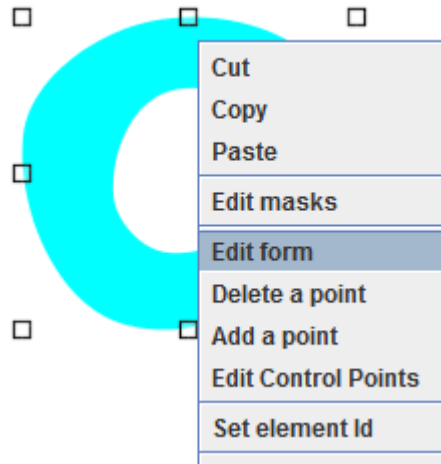 Cut
Copy
Paste
Edit masks
Edit form
Delete a point
Add a point
Edit Control Points
Set element Id